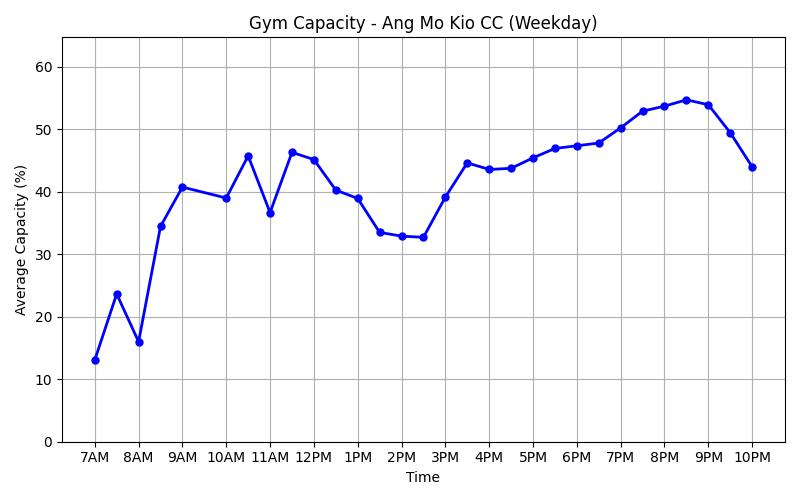 Gym Capacity - Ang Mo Kio CC (Weekday)
Average Capacity (%)
60
50
40
30
20
10
0
7AM 8AM 9AM 10AM 11AM 12PM 1PM 2PM 3PM 4PM 5PM 6PM 7PM 8PM 9PM 10PM
Time